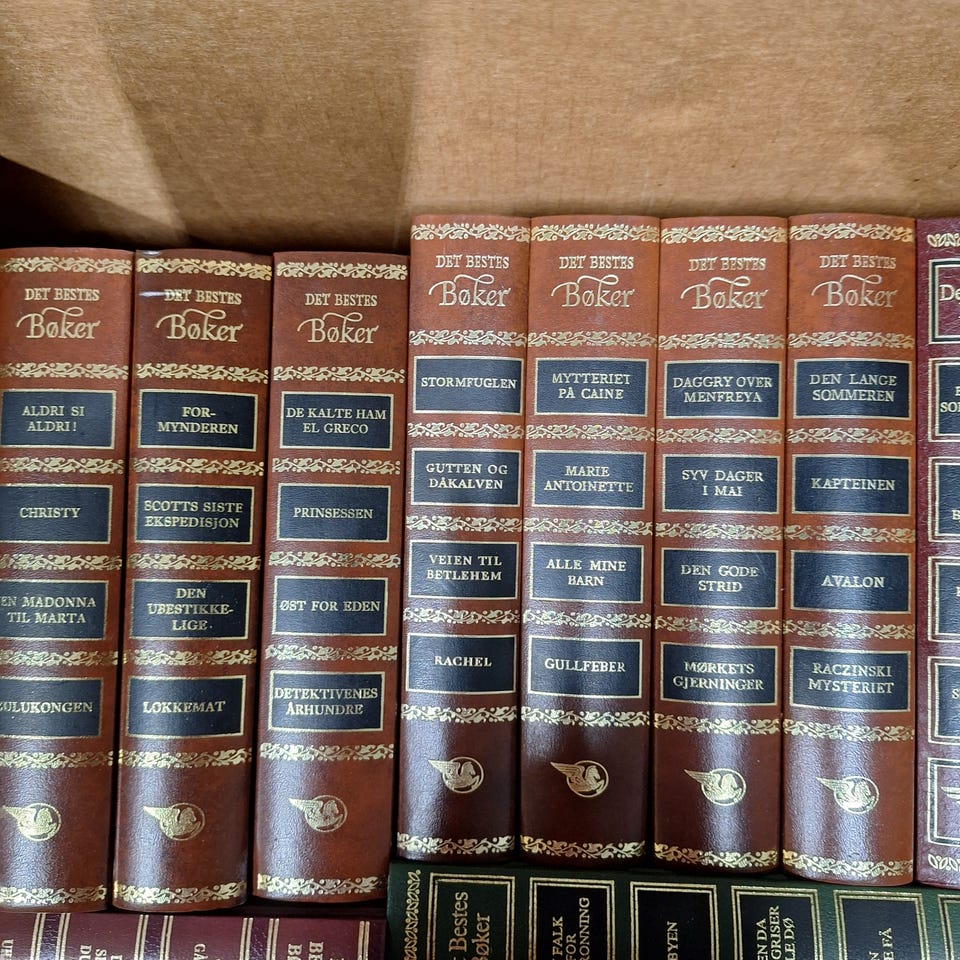 DET BESTES
Bøker
ALDRI SI
ALDRI!
CHRISTY
EN MADONNA
TIL MARTA
ZULUKONGEN
DET BESTES
Bøker
FOR-
MYNDEREN
SCOTTS SISTE
EKSPEDISJON
DEN
UBESTIKKE-
LIGE
LOKKEMAT
DET BESTES
Bøker
DE KALTE HAM
EL GRECO
PRINSESSEN
ØST FOR EDEN
DETEKTIVENES
ÅRHUNDRE
DET BESTES
Bøker
STORMFUGLEN
GUTTEN OG
DÅKALVEN
VEIEN TIL
BETLEHEM
RACHEL
DET BESTES
Bøker
MYTTERIET
PÅ CAINE
MARIE
ANTOINETTE
ALLE MINE
BARN
GULLFEBER
DET BESTES
Bøker
DAGGRY OVER
MENFREYA
SYV DAGER
I MAI
DEN GODE
STRID
MØRKETS
GJERNINGER
DET BESTES
Bøker
DEN LANGE
SOMMEREN
KAPTEINEN
AVALON
RACZINSKI
MYSTERIET
Bestes
Bøker
FALK
FOR
BYEN